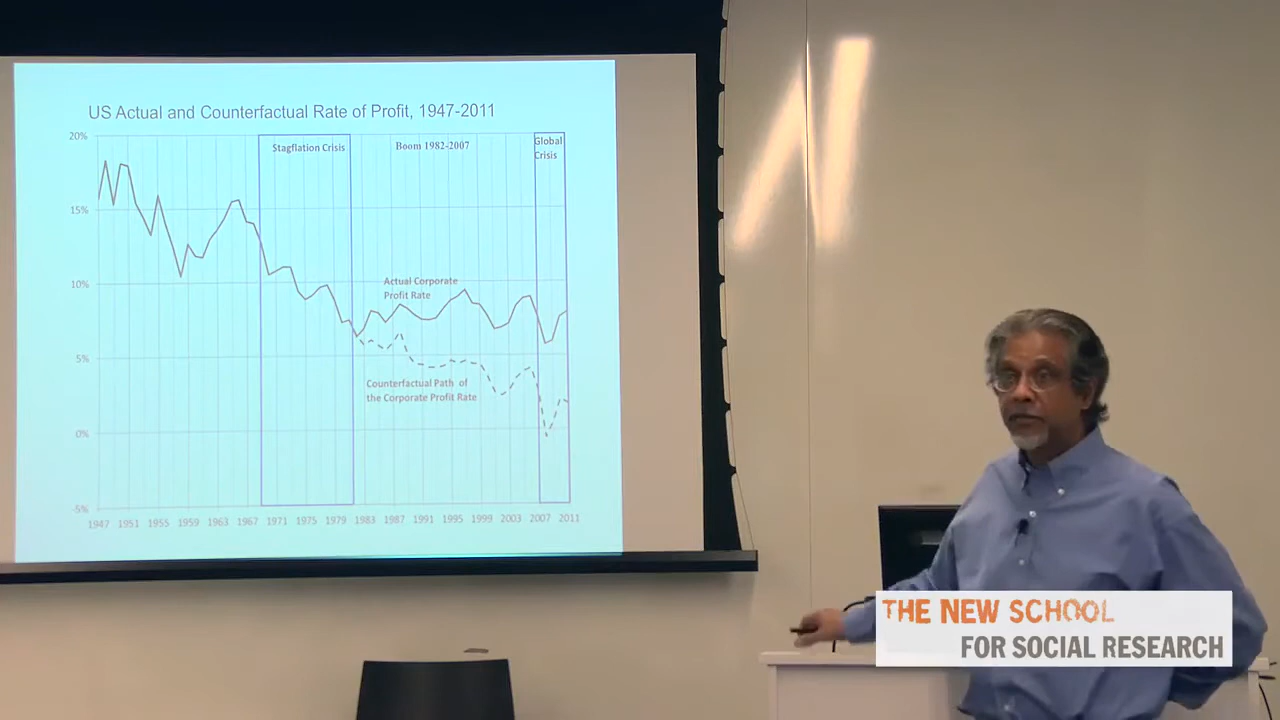 US Actual and Counterfactual Rate of Profit, 1947-2011
20%
15%
10%
5%
0%
-5%
Stagflation Crisis
Boom 1982-2007
Global
Crisis
Actual Corporate
Profit Rate
Counterfactual Path of
the Corporate Profit Rate
1947 1951 1955 1959 1963 1967 1971 1975 1979 1983 1987 1991 1995 1999 2003 2007 2011
THE NEW SCHOOL
FOR SOCIAL RESEARCH